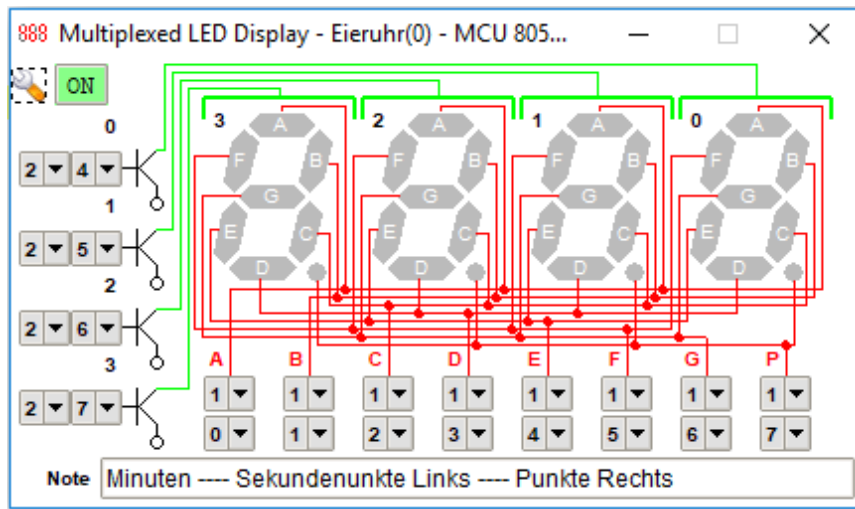 888 Multiplexed LED Display - Eieruhr(0) - MCU 805...
ON
0
2 4
1
2 5
2
2 6
3
2 7
3 2 1 0
A A A A
F B F B F B F B
G G G G
E C E C E C E C
D D D D
A B C D E F G P
1 1 1 1 1 1 1 1
0 1 2 3 4 5 6 7
Note Minuten ---- Sekundenunkte Links ---- Punkte Rechts